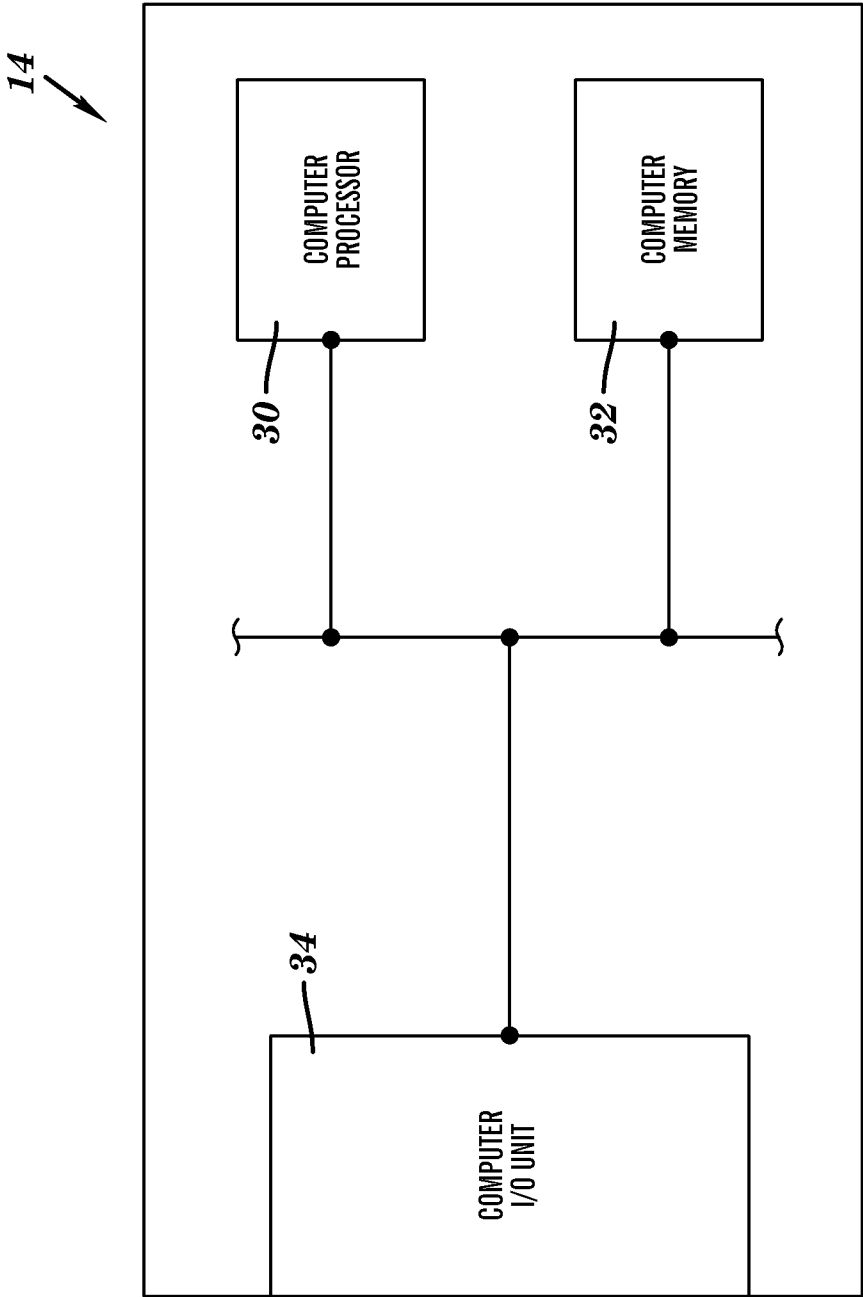 14
COMPUTER
PROCESSOR
30
COMPUTER
MEMORY
32
34
COMPUTER
I/O UNIT